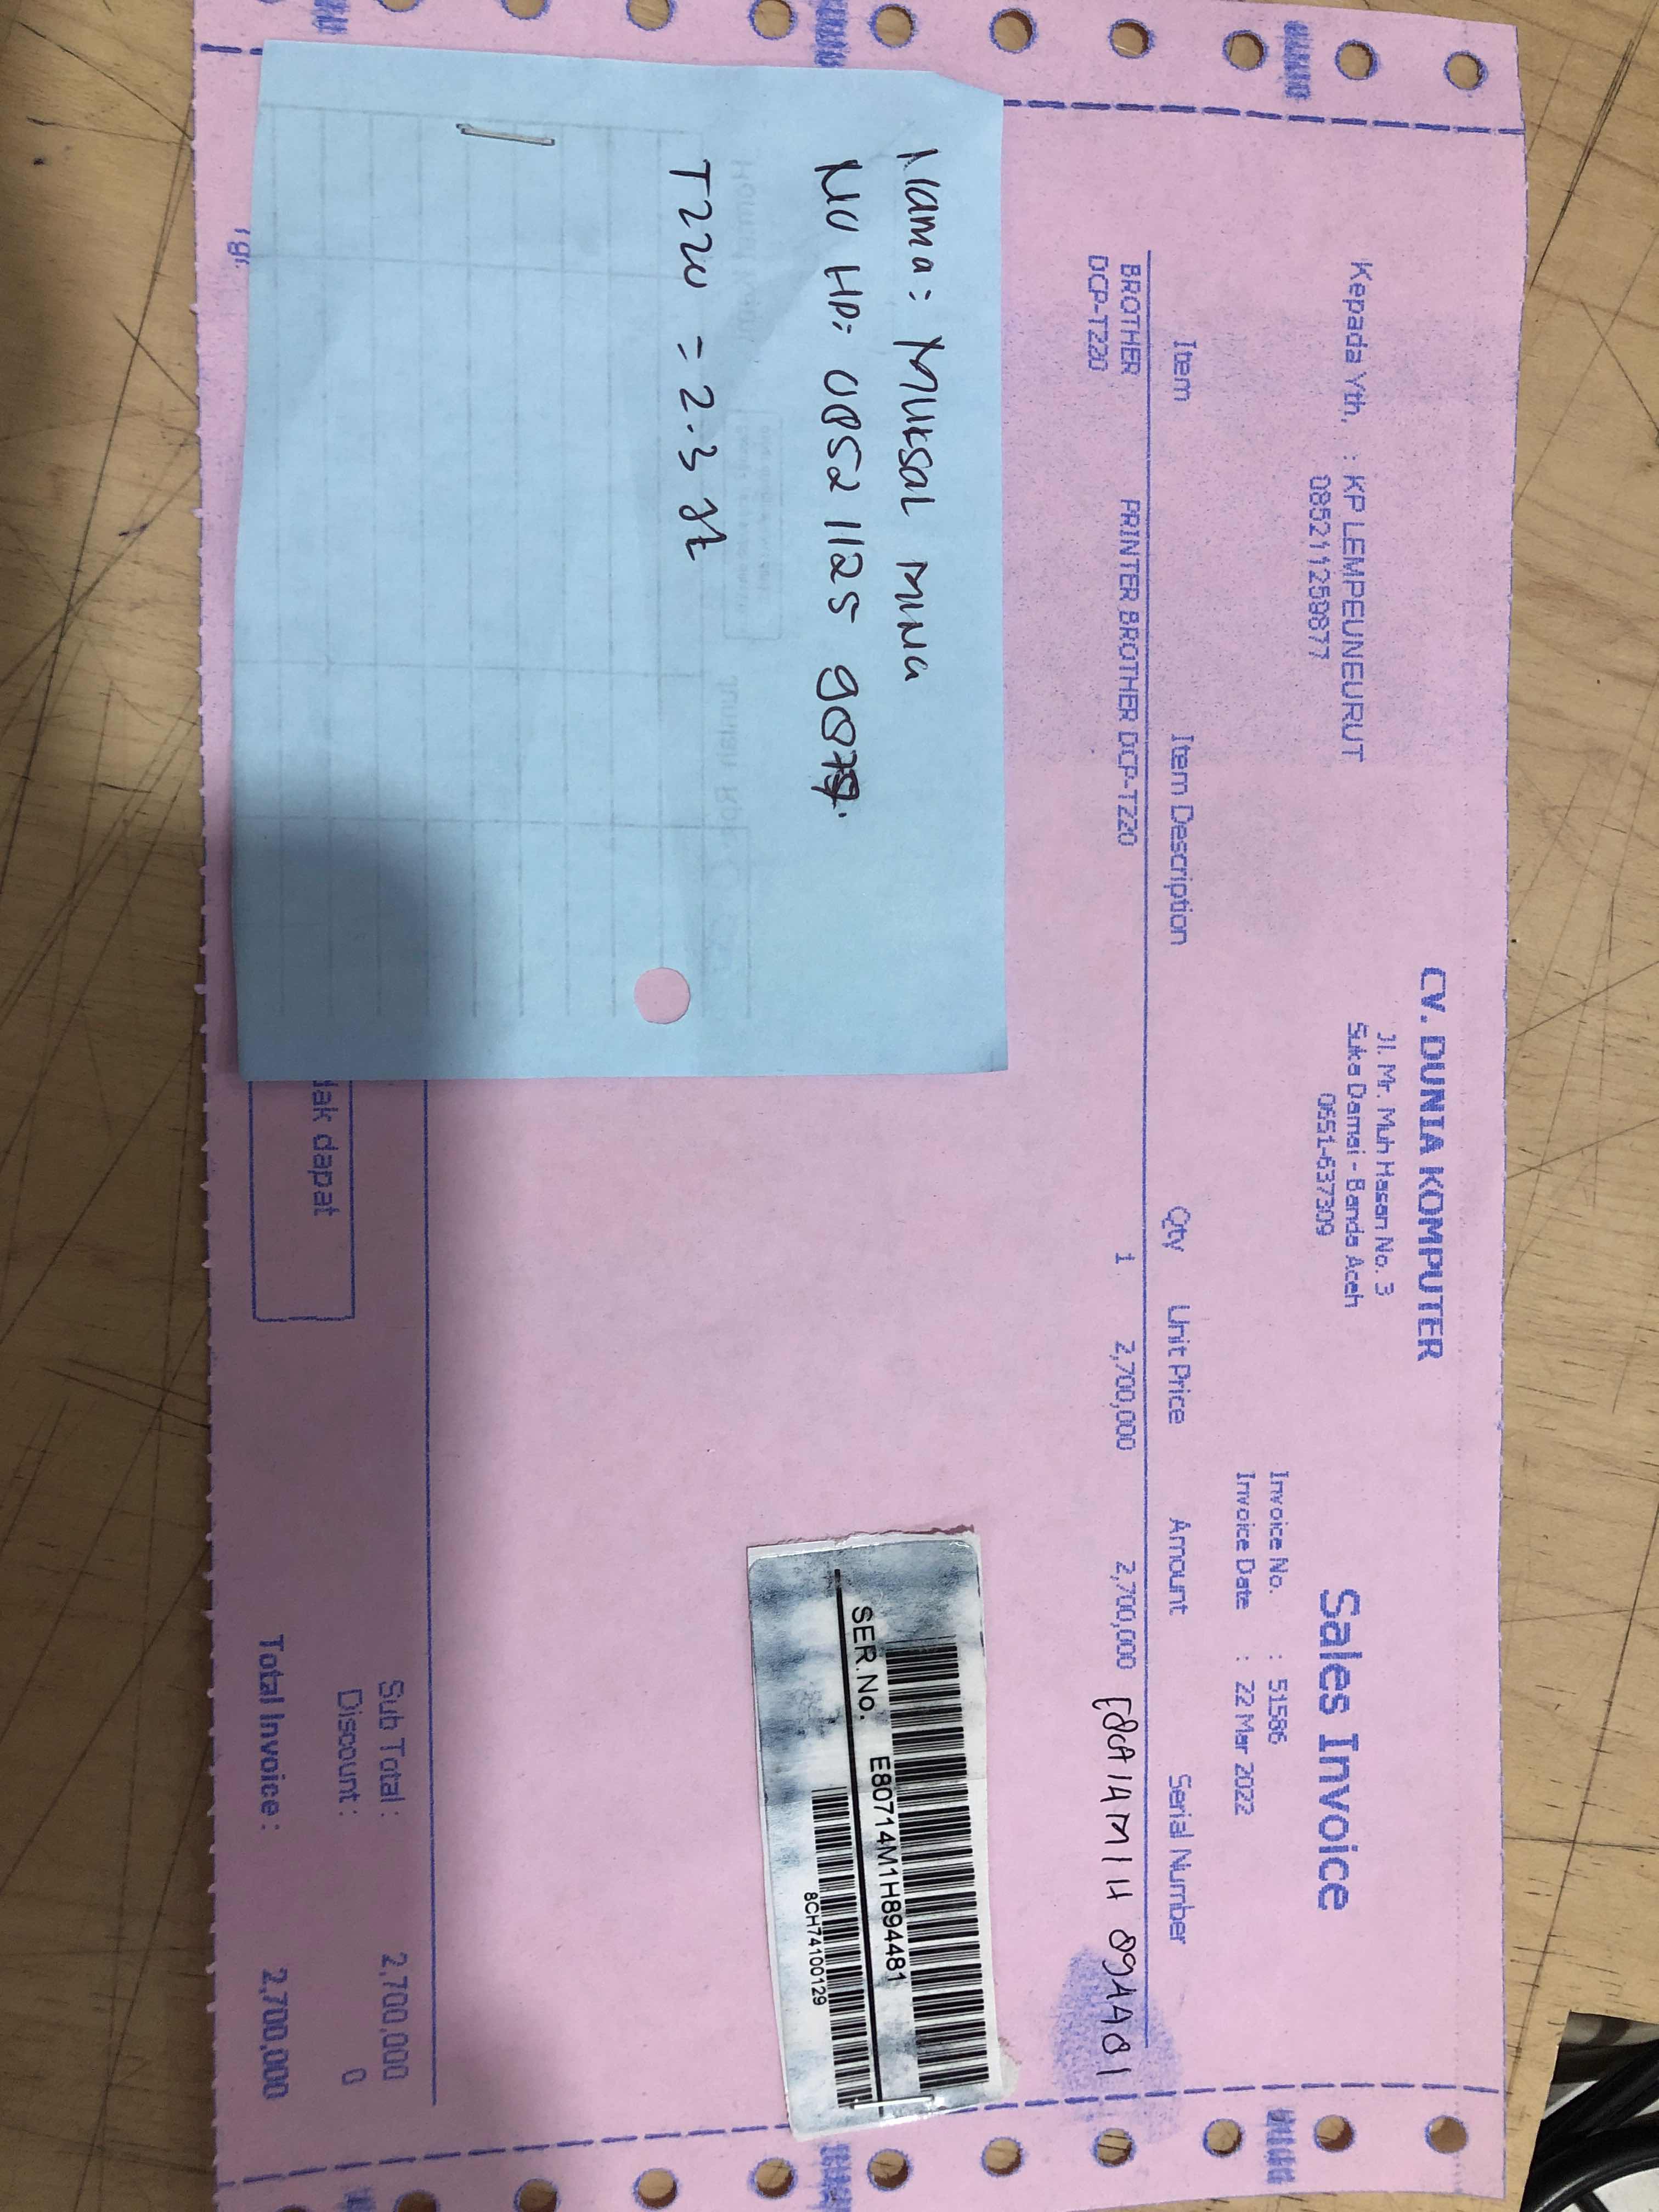 CV. DUNIA KOMPUTER
Jl. Mr. Muh Hasan No. 3
Suka Damai - Banda Aceh
0651-637309
Sales Invoice
Kepada Yth, : KP LEMPEUNEURUT
085211259877
Invoice No. : 51586
Invoice Date : 22 Mar 2022
Item Item Description Qty Unit Price Amount Serial Number
BROTHER DCP-T220 PRINTER BROTHER DCP-T220 1 2,700,000 2,700,000 E80714M1H894481
Nama: Muksal Mina
No HP: 0852 1125
T220 = 2.3 jt
SER.No. E80714M1H894481
8CH74100129
dak dapat
Sub Total : 2,700,000
Discount : 0
Total Invoice : 2,700,000